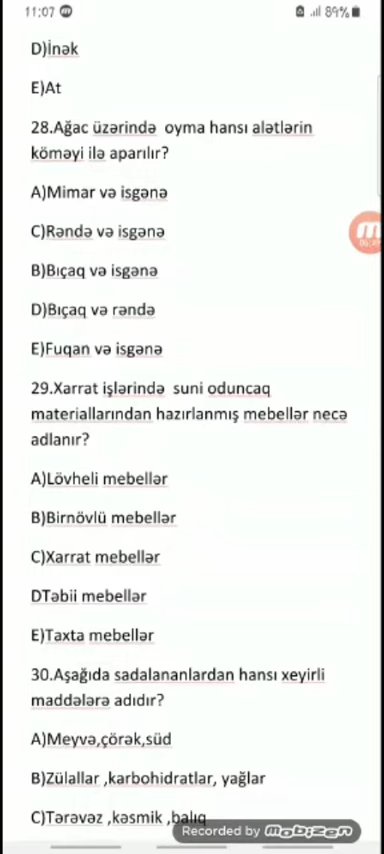 11:07
89%
D)İnək
E)At
28.Ağac üzərində oyma hansı alətlərin
köməyi ilə aparılır?
A)Mimar və isgənə
C)Rəndə və isgənə
B)Bıçaq və isgənə
D)Bıçaq və rəndə
E)Fuqan və isgənə
29.Xarrat işlərində suni oduncaq
materiallarından hazırlanmış mebellər necə
adlanır?
A)Lövheli mebellər
B)Birnövlü mebellər
C)Xarrat mebellər
DTəbii mebellər
E)Taxta mebellər
30.Aşağıda sadalananlardan hansı xeyirli
maddələrə adıdır?
A)Meyvə,çörək,süd
B)Zülallar ,karbohidratlar, yağlar
C)Tərəvəz ,kəsmik ,balıq
Recorded by mobizen